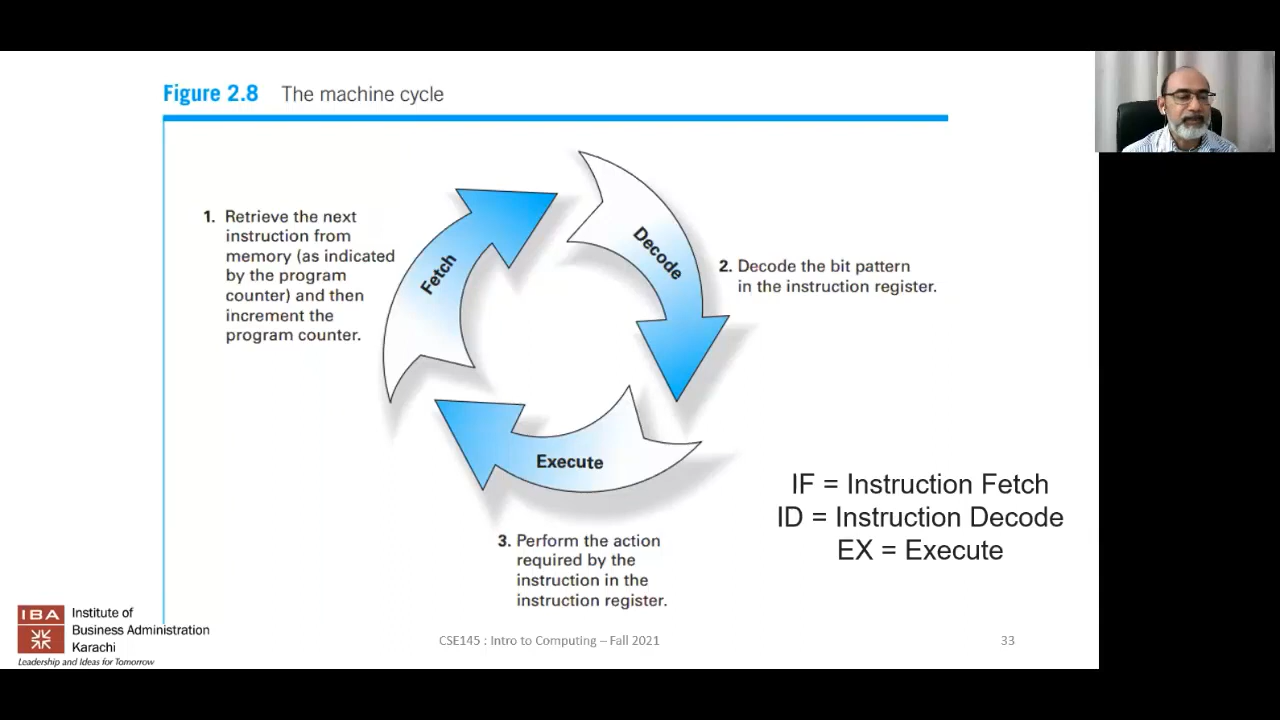 Figure 2.8 The machine cycle
1. Retrieve the next
instruction from
memory (as indicated
by the program
counter) and then
increment the
program counter.
Fetch
Decode
2. Decode the bit pattern
in the instruction register.
Execute
3. Perform the action
required by the
instruction in the
instruction register.
IF = Instruction Fetch
ID = Instruction Decode
EX = Execute
IBA
Institute of
Business Administration
Karachi
Leadership and Ideas for Tomorrow
CSE145 : Intro to Computing – Fall 2021
33